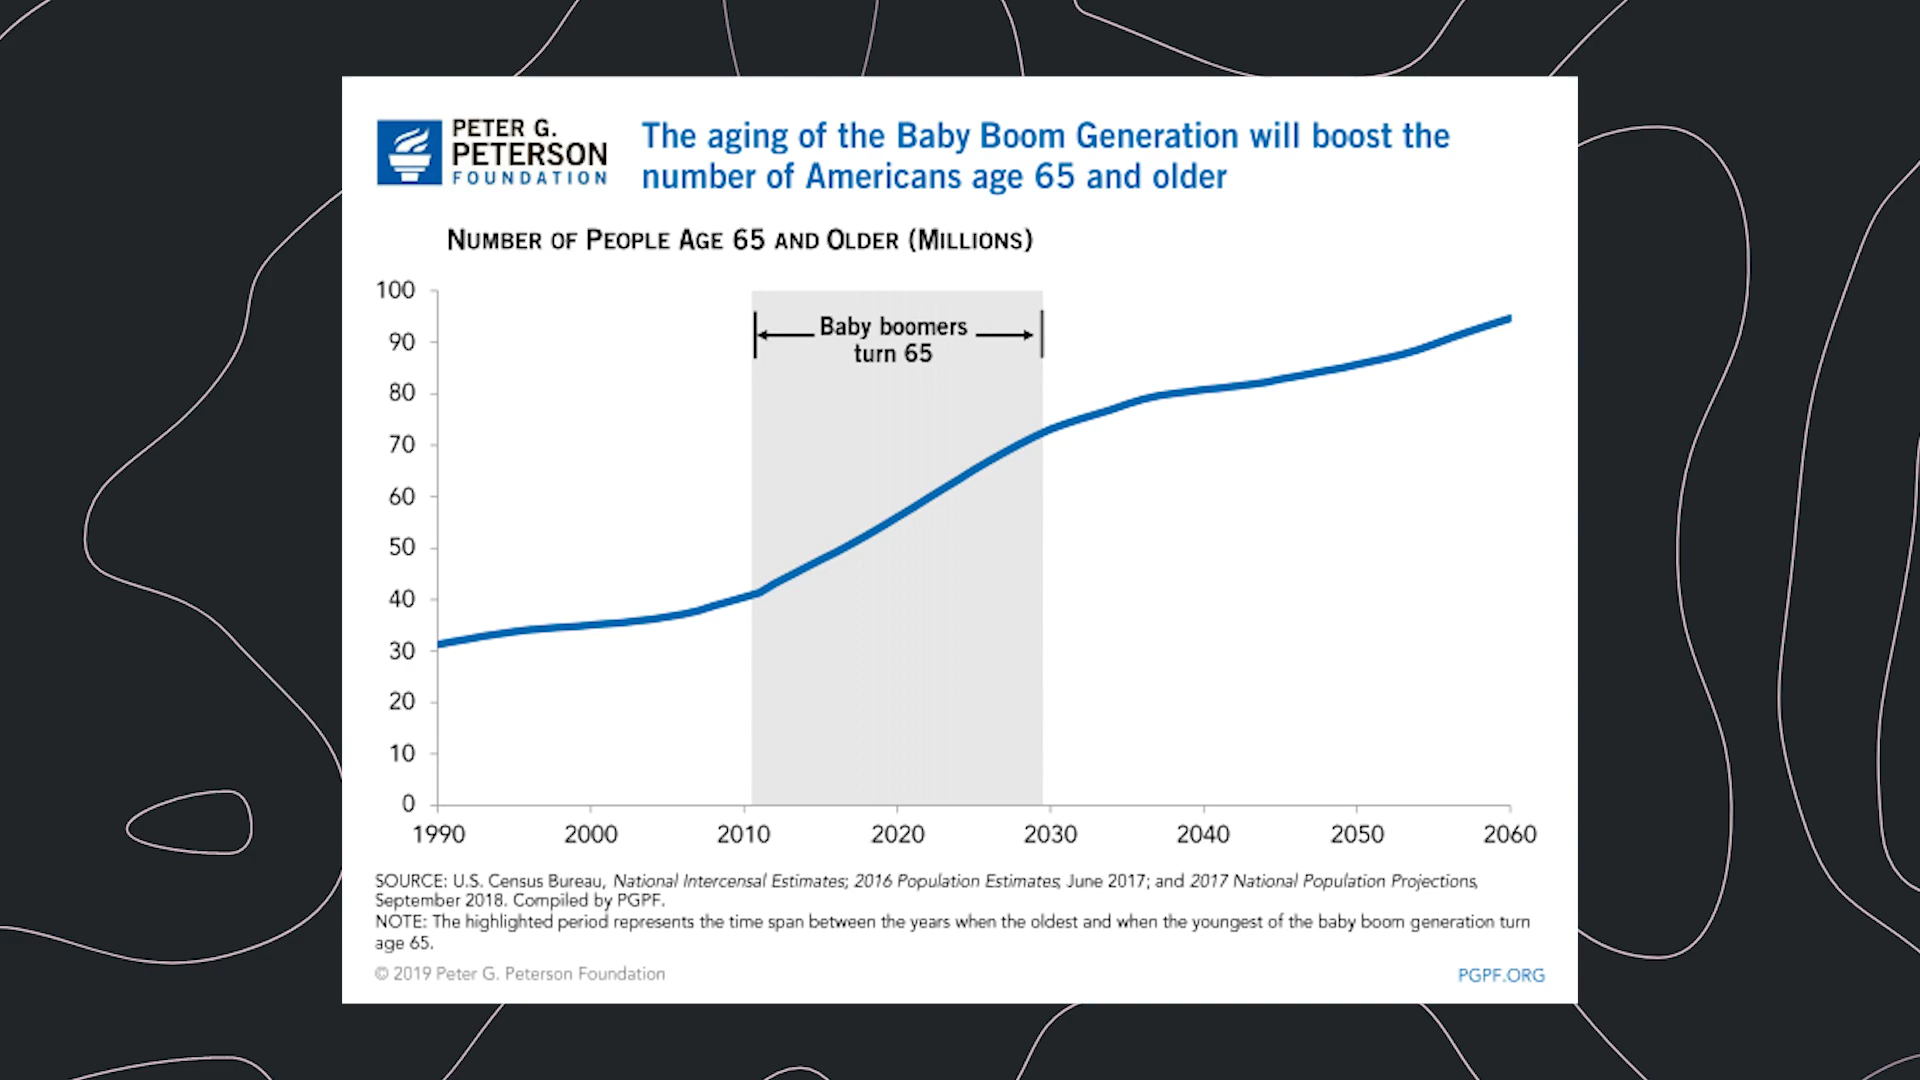 PETER G.
PETERSON
FOUNDATION
The aging of the Baby Boom Generation will boost the
number of Americans age 65 and older
NUMBER OF PEOPLE AGE 65 AND OLDER (MILLIONS)
100
90
80
70
60
50
40
30
20
10
0
Baby boomers
turn 65
1990 2000 2010 2020 2030 2040 2050 2060
SOURCE: U.S. Census Bureau, National Intercensal Estimates; 2016 Population Estimates, June 2017; and 2017 National Population Projections,
September 2018. Compiled by PGPF.
NOTE: The highlighted period represents the time span between the years when the oldest and when the youngest of the baby boom generation turn
age 65.
© 2019 Peter G. Peterson Foundation
PGPF.ORG